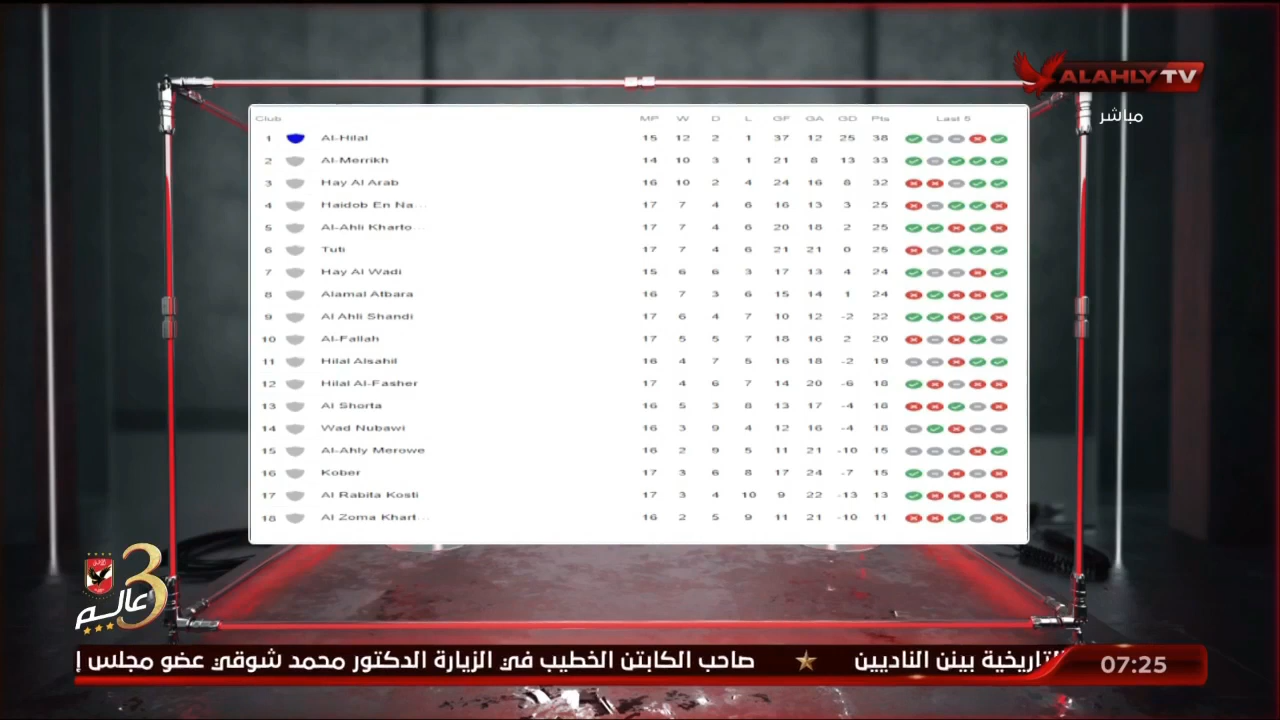 ALAHLY TV
مباشر
Club MP W D L GF GA GD Pts Last 5
1 Al-Hilal 15 12 2 1 37 12 25 38
2 Al-Merrikh 14 10 3 1 21 8 13 33
3 Hay Al Arab 16 10 2 4 24 16 8 32
4 Haidob En Na... 17 7 4 6 16 13 3 25
5 Al-Ahli Kharto... 17 7 4 6 20 18 2 25
6 Tuti 17 7 4 6 21 21 0 25
7 Hay Al Wadi 15 6 6 3 17 13 4 24
8 Alamal Atbara 16 7 3 6 15 14 1 24
9 Al Ahli Shandi 17 6 4 7 10 12 -2 22
10 Al-Fallah 17 5 5 7 18 16 2 20
11 Hilal Alsahil 16 4 7 5 16 18 -2 19
12 Hilal Al-Fasher 17 4 6 7 14 20 -6 18
13 Al Shorta 16 5 3 8 13 17 -4 18
14 Wad Nubawi 16 3 9 4 12 16 -4 18
15 Al-Ahly Merowe 16 2 9 5 11 21 -10 15
16 Kober 17 3 6 8 17 24 -7 15
17 Al Rabita Kosti 17 3 4 10 9 22 -13 13
18 Al Zoma Khart... 16 2 5 9 11 21 -10 11
3 عالم
التاريخية بينن الناديين ★ صاحب الكابتن الخطيب في الزيارة الدكتور محمد شوقي عضو مجلس إ
07:25